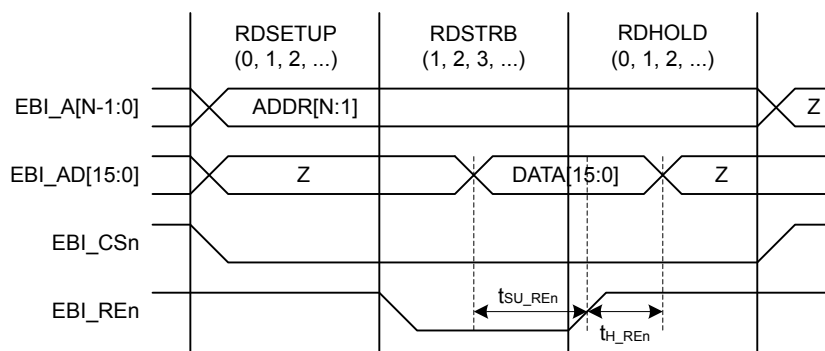 RDSETUP
(0, 1, 2, ...)
RDSTRB
(1, 2, 3, ...)
RDHOLD
(0, 1, 2, ...)
EBI_A[N-1:0]
ADDR[N:1]
Z
EBI_AD[15:0]
Z
DATA[15:0]
Z
EBI_CSn
EBI_REn
tSU_REn
tH_REn